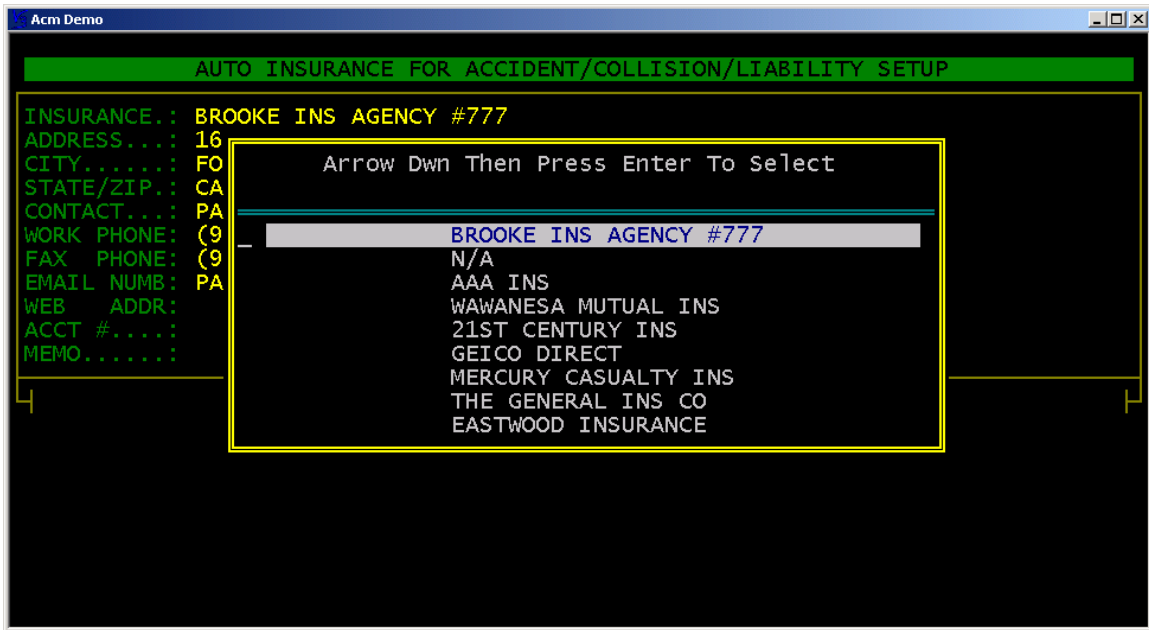 Acm Demo
AUTO INSURANCE FOR ACCIDENT/COLLISION/LIABILITY SETUP
INSURANCE.: BROOKE INS AGENCY #777
ADDRESS...: 16
CITY......: FO
STATE/ZIP.: CA
CONTACT...: PA
WORK PHONE: (9
FAX  PHONE: (9
EMAIL NUMB: PA
WEB   ADDR:
ACCT #....:
MEMO......:
Arrow Dwn Then Press Enter To Select
BROOKE INS AGENCY #777
N/A
AAA INS
WAWANESA MUTUAL INS
21ST CENTURY INS
GEICO DIRECT
MERCURY CASUALTY INS
THE GENERAL INS CO
EASTWOOD INSURANCE